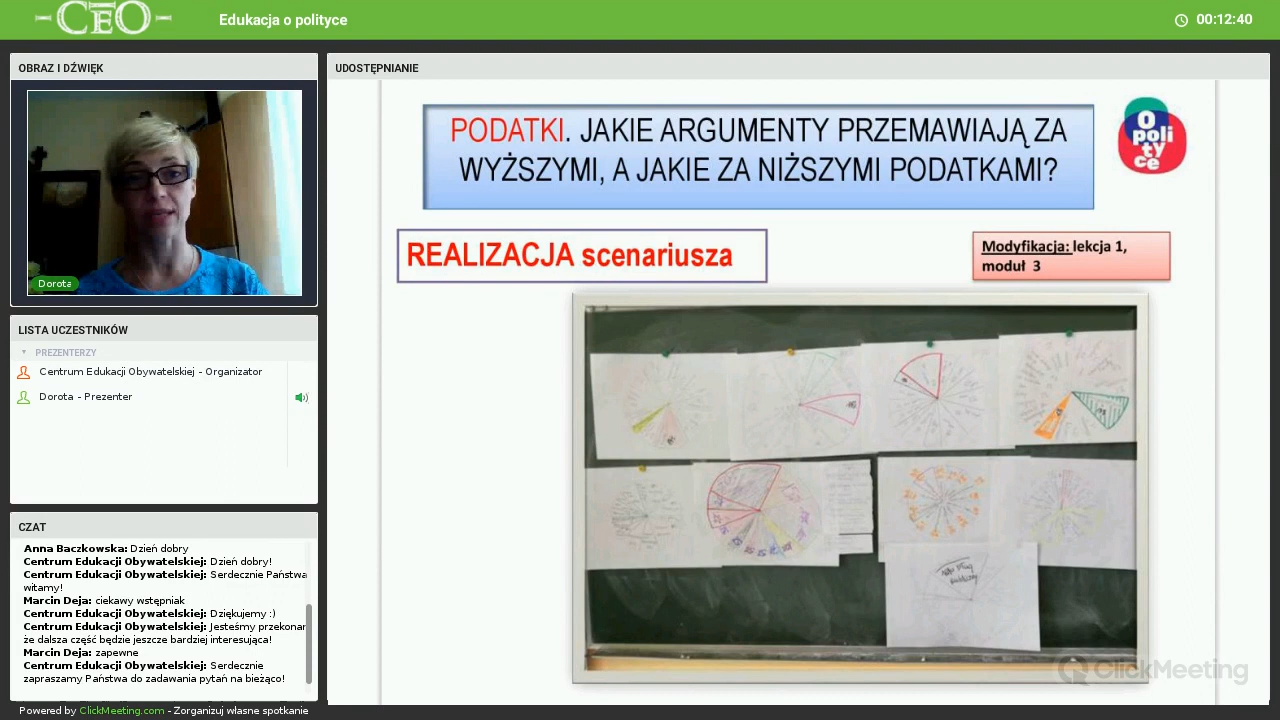 CEO
Edukacja o polityce
00:12:40
OBRAZ I DŹWIĘK
Dorota
LISTA UCZESTNIKÓW
PREZENTERZY
Centrum Edukacji Obywatelskiej - Organizator
Dorota - Prezenter
CZAT
Anna Baczkowska: Dzień dobry
Centrum Edukacji Obywatelskiej: Dzień dobry!
Centrum Edukacji Obywatelskiej: Serdecznie Państwa
witamy!
Marcin Deja: ciekawy wstępniak
Centrum Edukacji Obywatelskiej: Dziękujemy :)
Centrum Edukacji Obywatelskiej: Jesteśmy przekonan
że dalsza część będzie jeszcze bardziej interesująca!
Marcin Deja: zapewne
Centrum Edukacji Obywatelskiej: Serdecznie
zapraszamy Państwa do zadawania pytań na bieżąco!
Powered by ClickMeeting.com - Zorganizuj własne spotkanie
UDOSTĘPNIANIE
PODATKI. JAKIE ARGUMENTY PRZEMAWIAJĄ ZA
WYŻSZYMI, A JAKIE ZA NIŻSZYMI PODATKAMI?
O
poli
ty
ce
REALIZACJA scenariusza
Modyfikacja: lekcja 1,
moduł 3
ClickMeeting